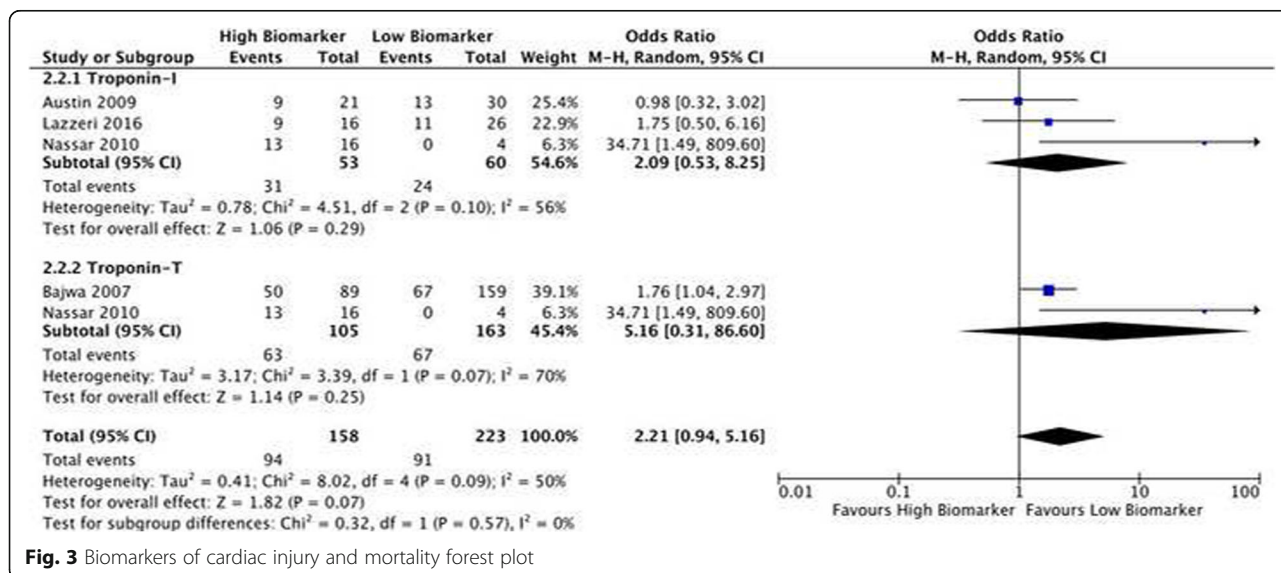 High Biomarker Low Biomarker Odds Ratio Odds Ratio
Study or Subgroup Events Total Events Total Weight M-H, Random, 95% CI M-H, Random, 95% CI
2.2.1 Troponin-I
Austin 2009 9 21 13 30 25.4% 0.98 [0.32, 3.02]
Lazzeri 2016 9 16 11 26 22.9% 1.75 [0.50, 6.16]
Nassar 2010 13 16 0 4 6.3% 34.71 [1.49, 809.60]
Subtotal (95% CI) 53 60 54.6% 2.09 [0.53, 8.25]
Total events 31 24
Heterogeneity: Tau² = 0.78; Chi² = 4.51, df = 2 (P = 0.10); I² = 56%
Test for overall effect: Z = 1.06 (P = 0.29)
2.2.2 Troponin-T
Bajwa 2007 50 89 67 159 39.1% 1.76 [1.04, 2.97]
Nassar 2010 13 16 0 4 6.3% 34.71 [1.49, 809.60]
Subtotal (95% CI) 105 163 45.4% 5.16 [0.31, 86.60]
Total events 63 67
Heterogeneity: Tau² = 3.17; Chi² = 3.39, df = 1 (P = 0.07); I² = 70%
Test for overall effect: Z = 1.14 (P = 0.25)
Total (95% CI) 158 223 100.0% 2.21 [0.94, 5.16]
Total events 94 91
Heterogeneity: Tau² = 0.41; Chi² = 8.02, df = 4 (P = 0.09); I² = 50%
Test for overall effect: Z = 1.82 (P = 0.07)
Test for subgroup differences: Chi² = 0.32, df = 1 (P = 0.57), I² = 0%
0.01 0.1 1 10 100
Favours High Biomarker Favours Low Biomarker
Fig. 3 Biomarkers of cardiac injury and mortality forest plot